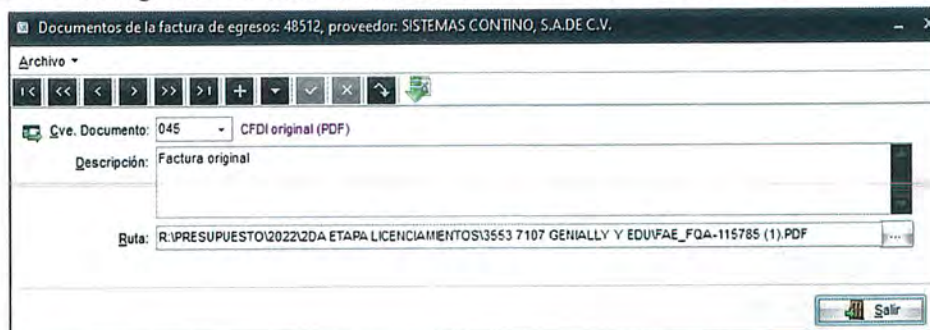 Documentos de la factura de egresos: 48512, proveedor: SISTEMAS CONTINO, S.A.DE C.V.
Archivo
Cve. Documento: 045 CFDI original (PDF)
Descripción: Factura original
Ruta: R:\PRESUPUESTO\2022\2DA ETAPA LICENCIAMIENTOS\3553 7107 GENIALLY Y EDU\FAE_FQA-115785 (1).PDF ...
Salir